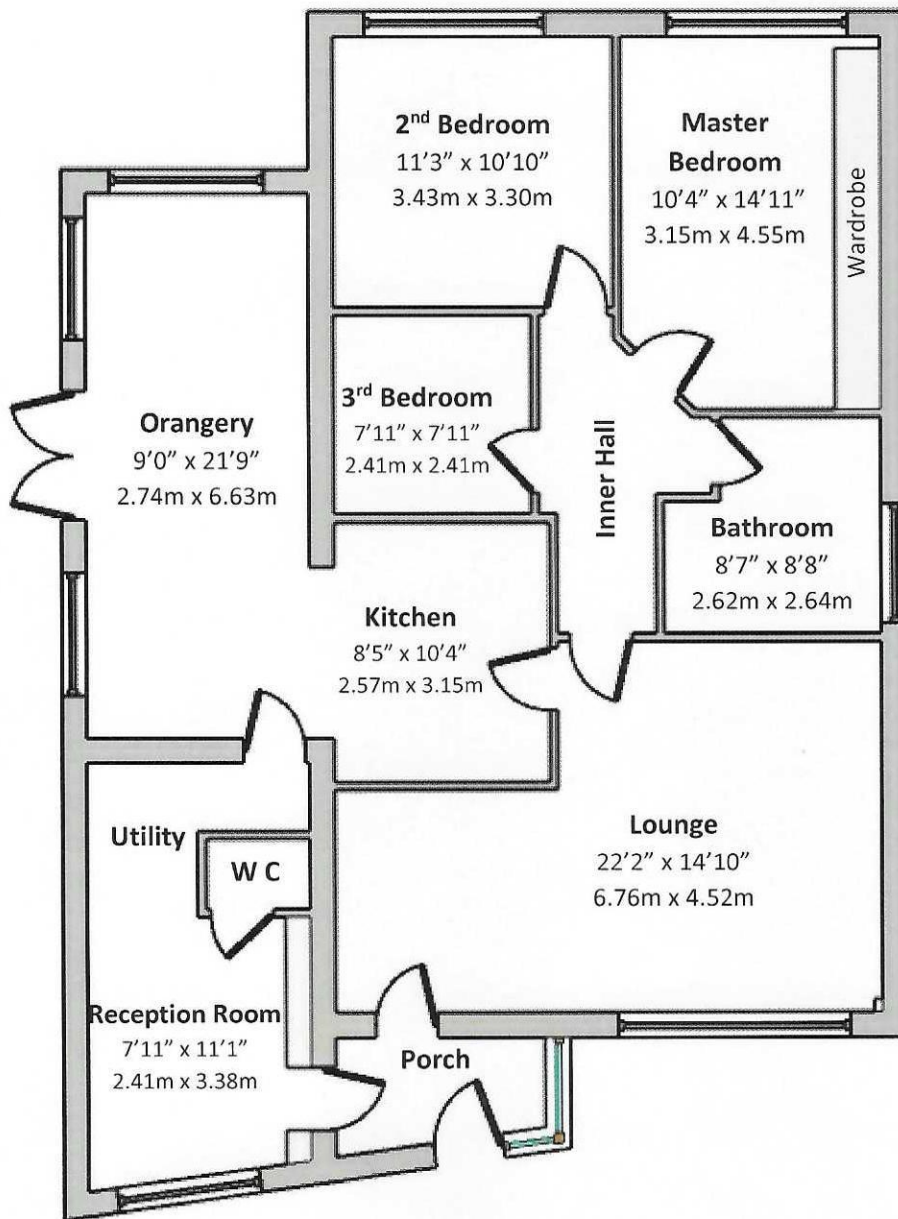 2nd Bedroom
11’3” x 10’10”
3.43m x 3.30m
Master
Bedroom
10’4” x 14’11”
3.15m x 4.55m
Wardrobe
Orangery
9’0” x 21’9”
2.74m x 6.63m
3rd Bedroom
7’11” x 7’11”
2.41m x 2.41m
Inner Hall
Bathroom
8’7” x 8’8”
2.62m x 2.64m
Kitchen
8’5” x 10’4”
2.57m x 3.15m
Utility
W C
Lounge
22’2” x 14’10”
6.76m x 4.52m
Reception Room
7’11” x 11’1”
2.41m x 3.38m
Porch